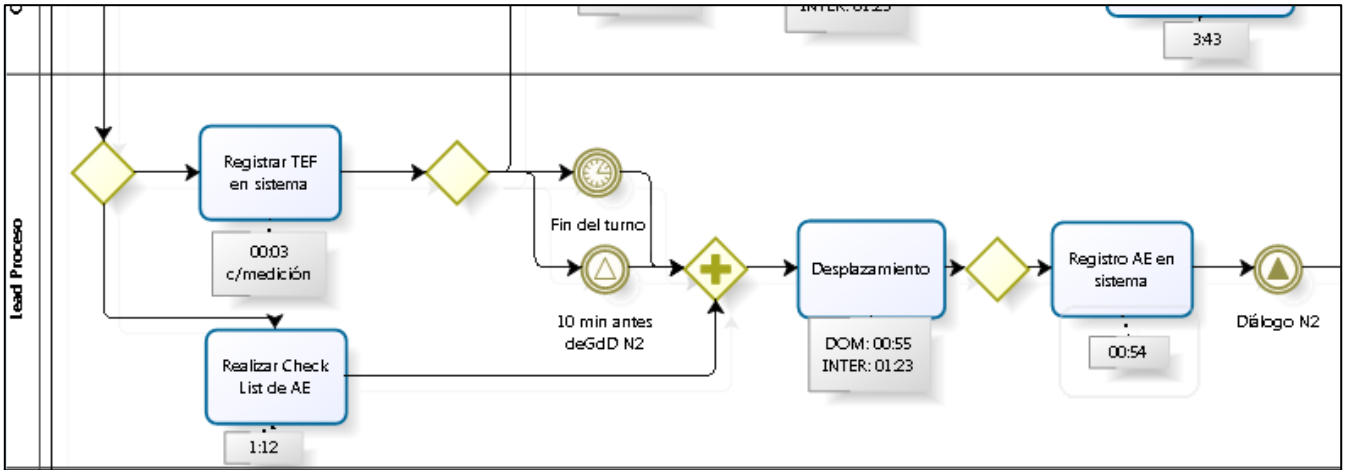 INTER: 01:23
3:43
Lead Proceso
Registrar TEF
en sistema
00:03
c/medición
Fin del turno
10 min antes
deGdD N2
Realizar Check
List de AE
1:12
Desplazamiento
DOM: 00:55
INTER: 01:23
Registro AE en
sistema
00:54
Diálogo N2